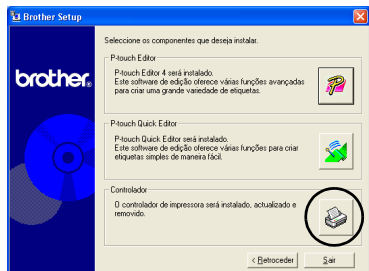 Brother Setup
Seleccione os componentes que deseja instalar.
brother.
P-touch Editor
P-touch Editor 4 será instalado.
Este software de edição oferece várias funções avançadas
para criar uma grande variedade de etiquetas.
P-touch Quick Editor
P-touch Quick Editor será instalado.
Este software de edição oferece várias funções para criar
etiquetas simples de maneira fácil.
Controlador
O controlador de impressora será instalado, actualizado e
removido.
< Retroceder
Sair